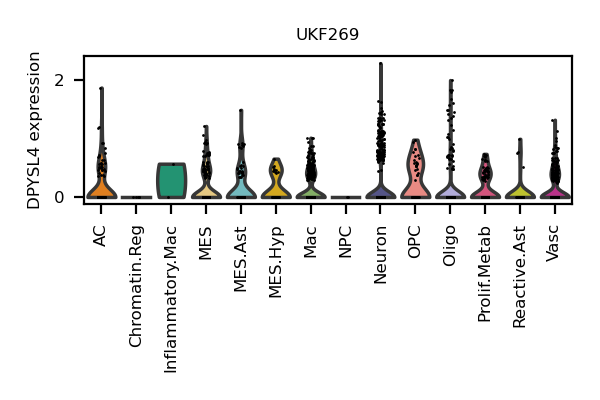 UKF269
DPYSL4 expression
2
0
AC
Chromatin.Reg
Inflammatory.Mac
MES
MES.Ast
MES.Hyp
Mac
NPC
Neuron
OPC
Oligo
Prolif.Metab
Reactive.Ast
Vasc